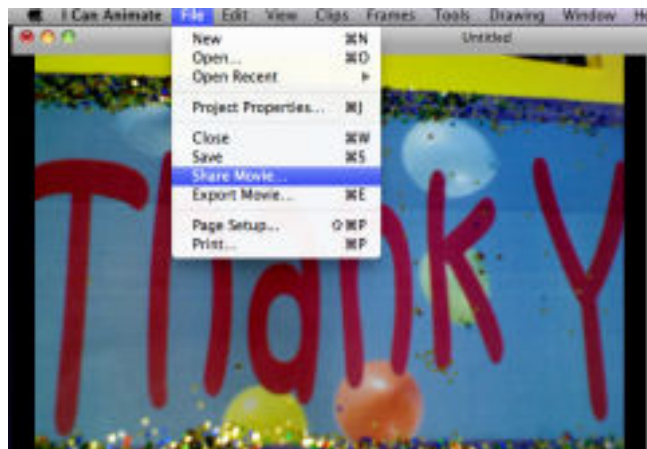 I Can Animate File Edit View Clips Frames Tools Drawing Window He
Untitled
New ⌘N
Open... ⌘O
Open Recent
Project Properties... ⌘J
Close ⌘W
Save ⌘S
Share Movie...
Export Movie... ⌘E
Page Setup... ⇧⌘P
Print... ⌘P
Thank Y